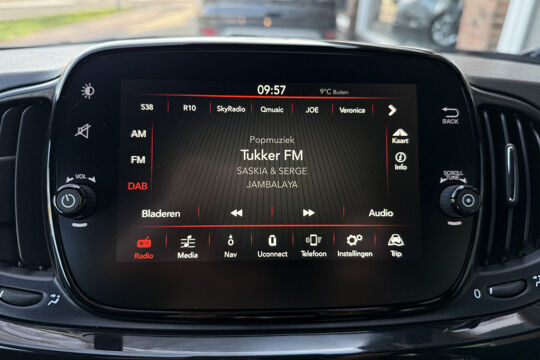 09:57 9°C Buiten
538 R10 SkyRadio Qmusic JOE Veronica
AM
FM
DAB
Popmuziek
Tukker FM
SASKIA & SERGE
JAMBALAYA
Kaart
Info
BACK
VOL
SCROLL
TUNE
Bladeren Audio
Radio Media Nav Uconnect Telefoon Instellingen Trip
0